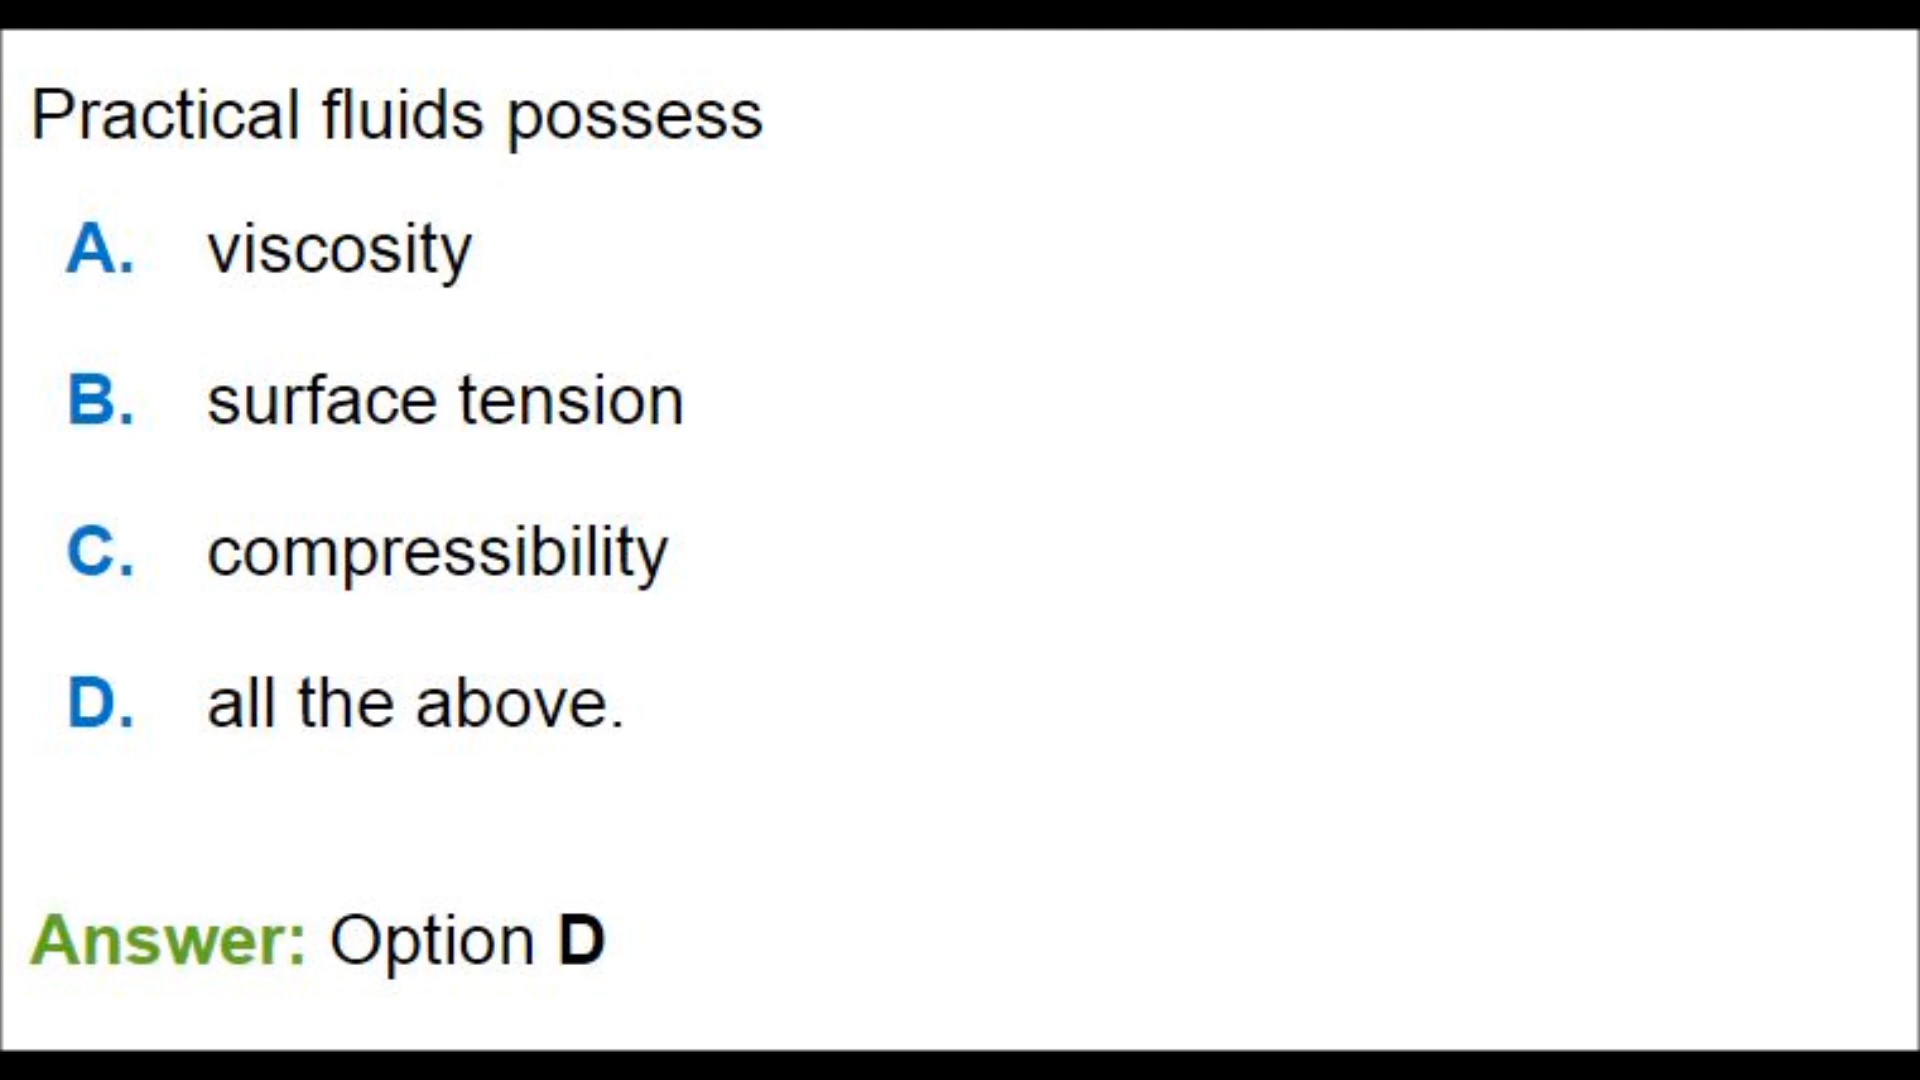 Practical fluids possess
A. viscosity
B. surface tension
C. compressibility
D. all the above.
Answer: Option D